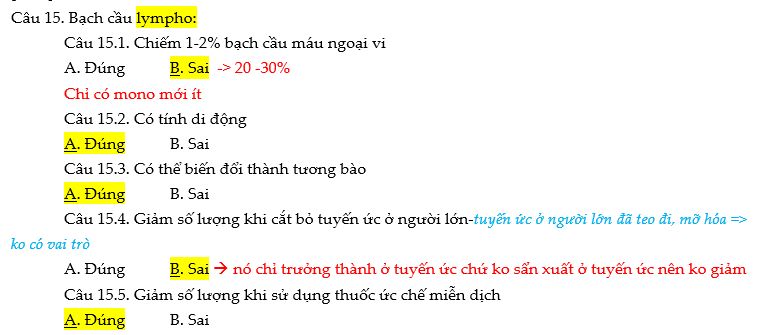 Câu 15. Bạch cầu lympho:
Câu 15.1. Chiếm 1-2% bạch cầu máu ngoại vi
A. Đúng B. Sai -> 20 -30%
Chỉ có mono mới ít
Câu 15.2. Có tính di động
A. Đúng B. Sai
Câu 15.3. Có thể biến đổi thành tương bào
A. Đúng B. Sai
Câu 15.4. Giảm số lượng khi cắt bỏ tuyến ức ở người lớn-tuyến ức ở người lớn đã teo đi, mỡ hóa =>
ko có vai trò
A. Đúng B. Sai → nó chỉ trưởng thành ở tuyến ức chứ ko sẩn xuất ở tuyến ức nên ko giảm
Câu 15.5. Giảm số lượng khi sử dụng thuốc ức chế miễn dịch
A. Đúng B. Sai